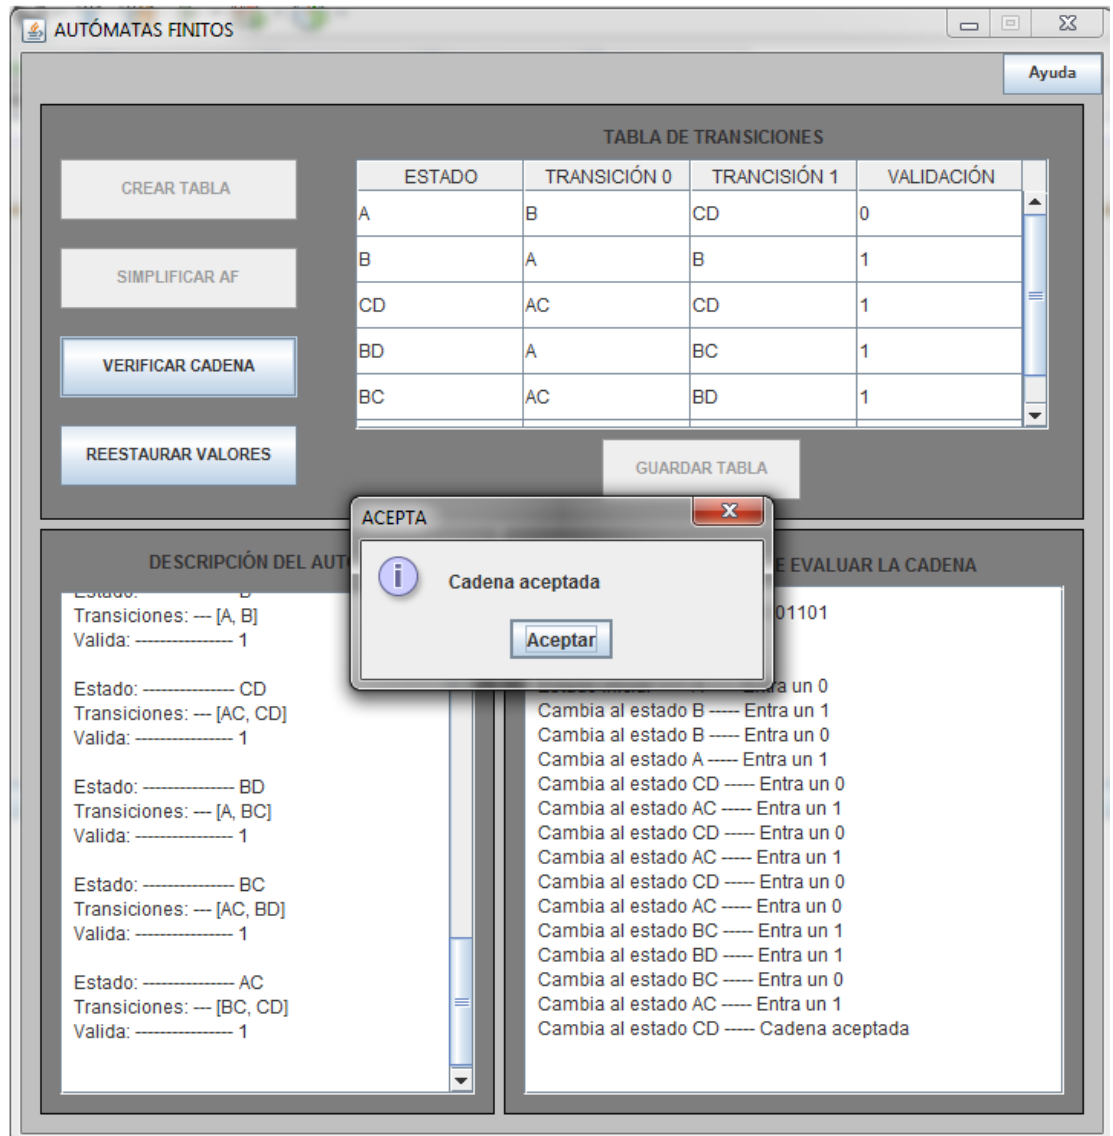 AUTÓMATAS FINITOS
Ayuda
CREAR TABLA
SIMPLIFICAR AF
VERIFICAR CADENA
REESTAURAR VALORES
TABLA DE TRANSICIONES
ESTADO TRANSICIÓN 0 TRANCISIÓN 1 VALIDACIÓN
A B CD 0
B A B 1
CD AC CD 1
BD A BC 1
BC AC BD 1
GUARDAR TABLA
ACEPTA
Cadena aceptada
Aceptar
DESCRIPCIÓN DEL AUT
Transiciones: --- [A, B]
Valida: ---------------- 1
Estado: --------------- CD
Transiciones: --- [AC, CD]
Valida: ---------------- 1
Estado: --------------- BD
Transiciones: --- [A, BC]
Valida: ---------------- 1
Estado: --------------- BC
Transiciones: --- [AC, BD]
Valida: ---------------- 1
Estado: --------------- AC
Transiciones: --- [BC, CD]
Valida: ---------------- 1
EVALUAR LA CADENA
01101
Entra un 0
Cambia al estado B ----- Entra un 1
Cambia al estado B ----- Entra un 0
Cambia al estado A ----- Entra un 1
Cambia al estado CD ----- Entra un 0
Cambia al estado AC ----- Entra un 1
Cambia al estado CD ----- Entra un 0
Cambia al estado AC ----- Entra un 1
Cambia al estado CD ----- Entra un 0
Cambia al estado AC ----- Entra un 0
Cambia al estado BC ----- Entra un 1
Cambia al estado BD ----- Entra un 1
Cambia al estado BC ----- Entra un 0
Cambia al estado AC ----- Entra un 1
Cambia al estado CD ----- Cadena aceptada